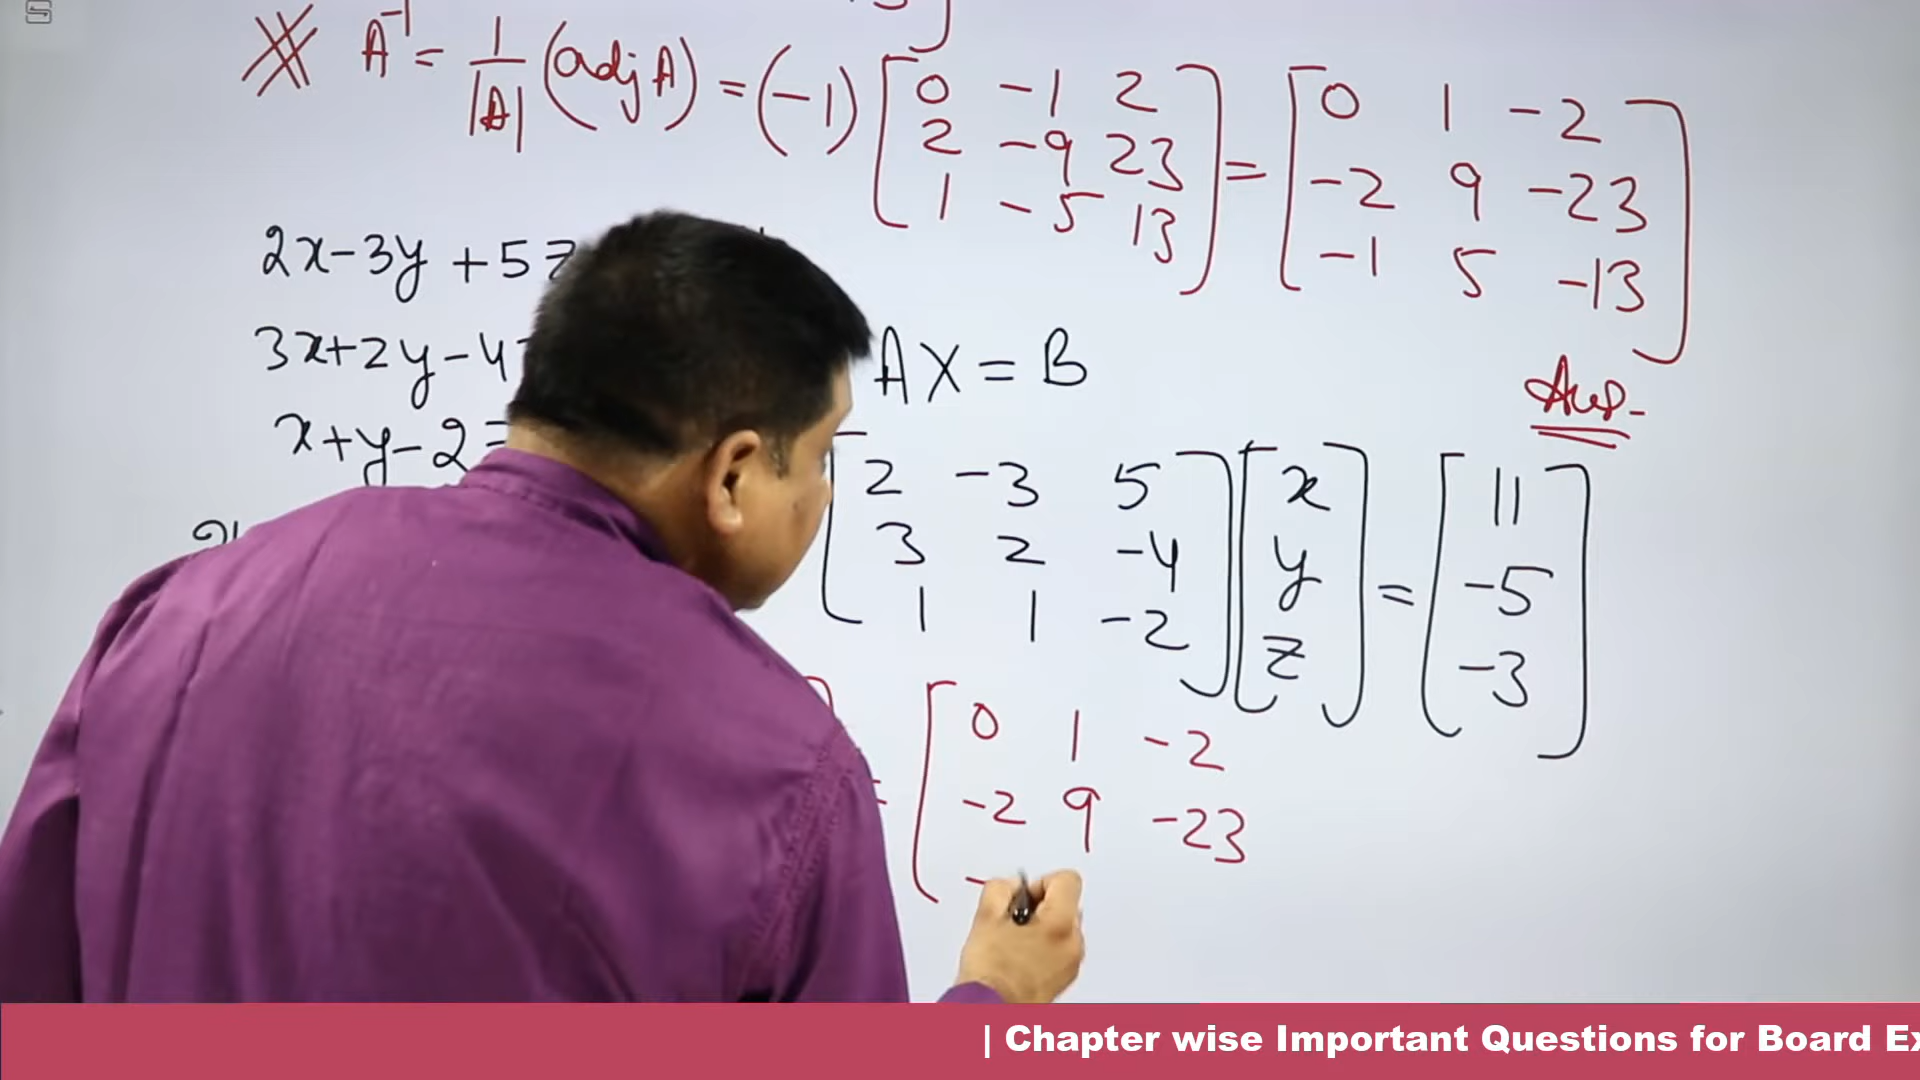 A⁻¹ = 1/|A| (adj A) = (-1) [0 -1 2] = [0 1 -2]
[2 -9 23] [-2 9 -23]
[1 -5 13] [-1 5 -13]
Ans.
2x-3y+5z
3x+2y-4
x+y-2=
AX=B
[2 -3 5] [x] = [11]
[3 2 -4] [y] [-5]
[1 1 -2] [z] [-3]
= [0 1 -2
-2 9 -23
-
| Chapter wise Important Questions for Board Ex